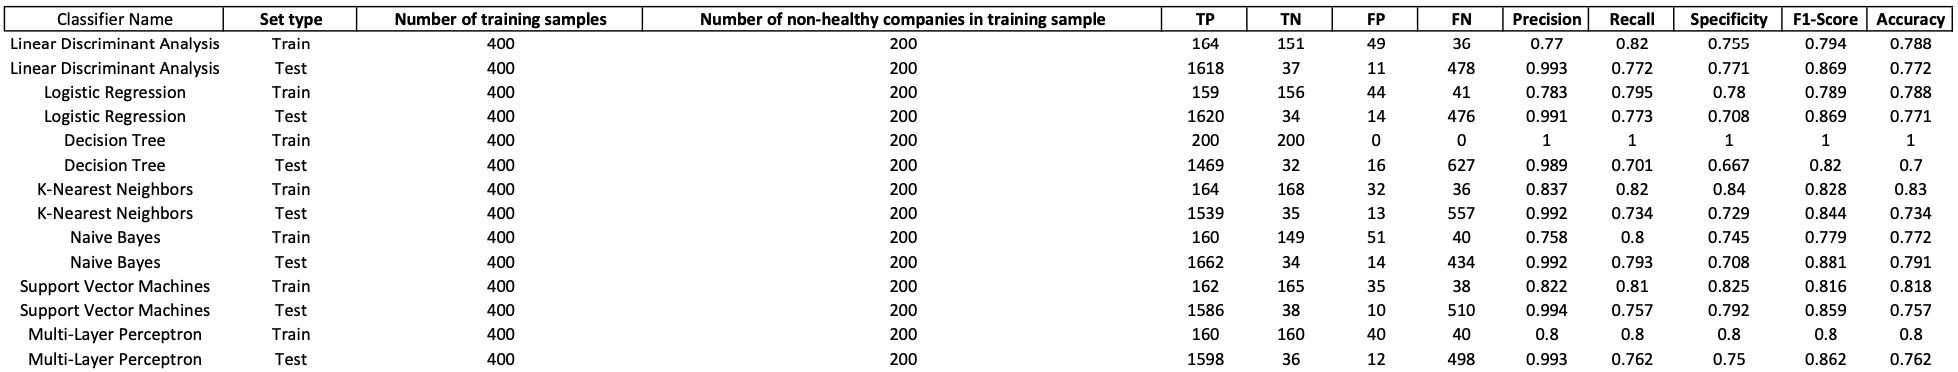 Classifier Name Set type Number of training samples Number of non-healthy companies in training sample TP TN FP FN Precision Recall Specificity F1-Score Accuracy
Linear Discriminant Analysis Train 400 200 164 151 49 36 0.77 0.82 0.755 0.794 0.788
Linear Discriminant Analysis Test 400 200 1618 37 11 478 0.993 0.772 0.771 0.869 0.772
Logistic Regression Train 400 200 159 156 44 41 0.783 0.795 0.78 0.789 0.788
Logistic Regression Test 400 200 1620 34 14 476 0.991 0.773 0.708 0.869 0.771
Decision Tree Train 400 200 200 200 0 0 1 1 1 1 1
Decision Tree Test 400 200 1469 32 16 627 0.989 0.701 0.667 0.82 0.7
K-Nearest Neighbors Train 400 200 164 168 32 36 0.837 0.82 0.84 0.828 0.83
K-Nearest Neighbors Test 400 200 1539 35 13 557 0.992 0.734 0.729 0.844 0.734
Naive Bayes Train 400 200 160 149 51 40 0.758 0.8 0.745 0.779 0.772
Naive Bayes Test 400 200 1662 34 14 434 0.992 0.793 0.708 0.881 0.791
Support Vector Machines Train 400 200 162 165 35 38 0.822 0.81 0.825 0.816 0.818
Support Vector Machines Test 400 200 1586 38 10 510 0.994 0.757 0.792 0.859 0.757
Multi-Layer Perceptron Train 400 200 160 160 40 40 0.8 0.8 0.8 0.8 0.8
Multi-Layer Perceptron Test 400 200 1598 36 12 498 0.993 0.762 0.75 0.862 0.762